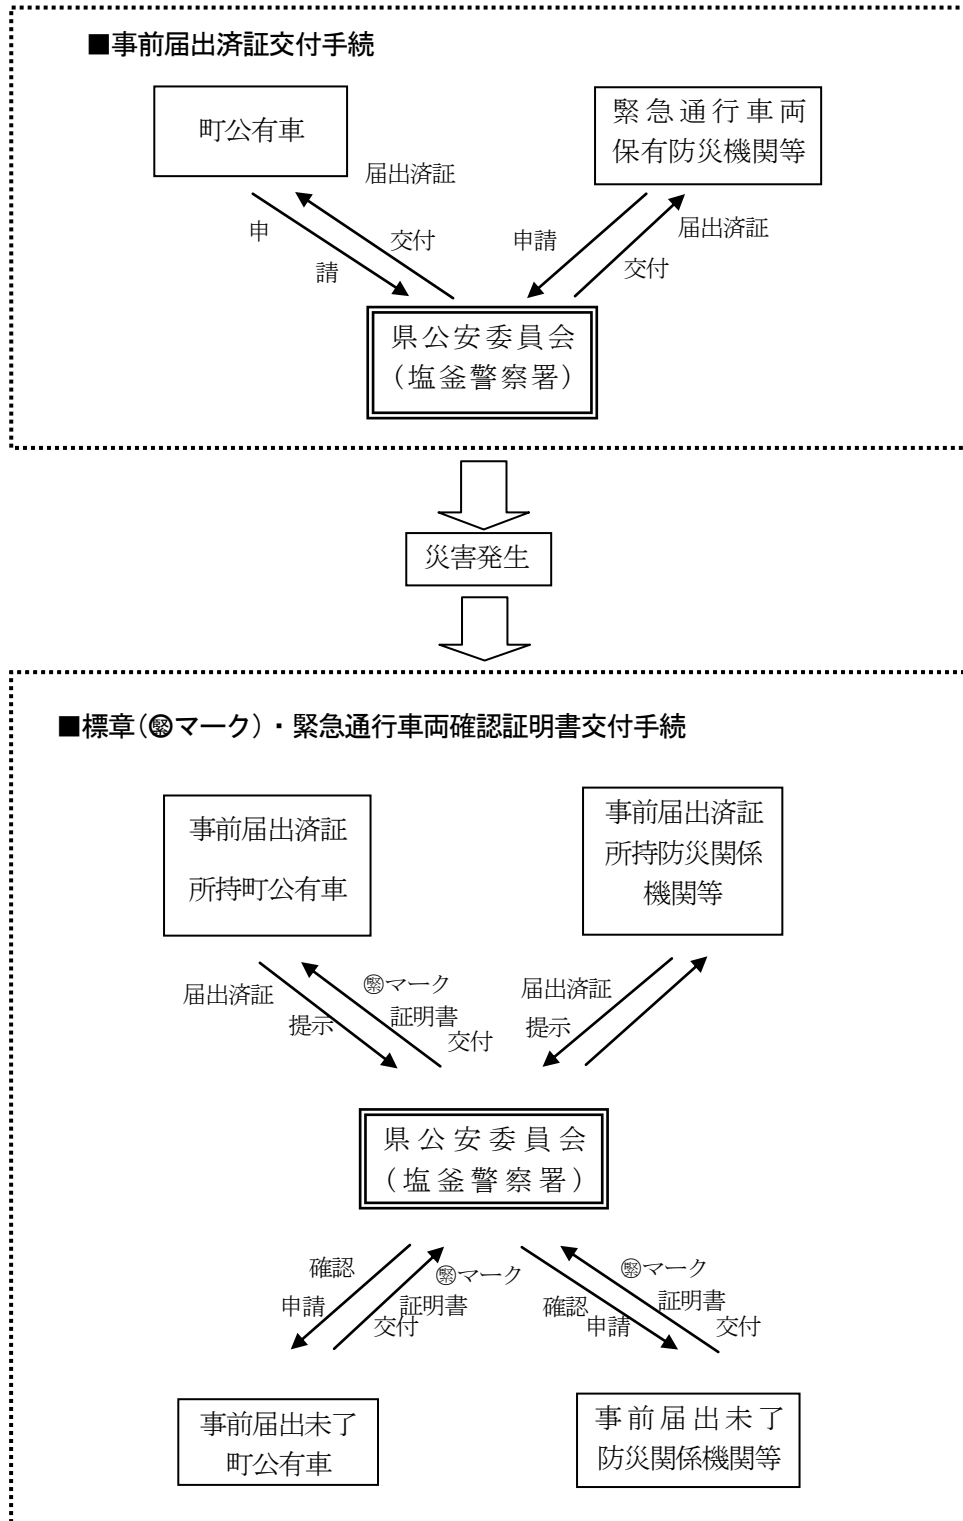 ■事前届出済証交付手続
町公有車
緊急通行車両
保有防災機関等
届出済証
交付
申
請
申請
届出済証
交付
県公安委員会
（塩釜警察署）
災害発生
■標章（㊬マーク）・緊急通行車両確認証明書交付手続
事前届出済証
所持町公有車
事前届出済証
所持防災関係
機関等
届出済証
提示
マーク
証明書
交付
届出済証
提示
県公安委員会
（塩釜警察署）
確認
申請
マーク
証明書
交付
確認
申請
マーク
証明書
交付
事前届出未了
町公有車
事前届出未了
防災関係機関等